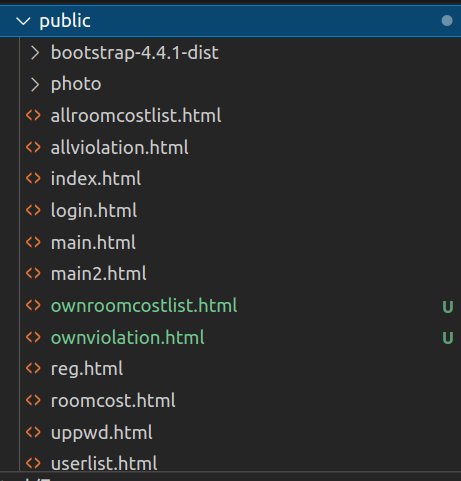 public
bootstrap-4.4.1-dist
photo
allroomcostlist.html
allviolation.html
index.html
login.html
main.html
main2.html
ownroomcostlist.html U
ownviolation.html U
reg.html
roomcost.html
uppwd.html
userlist.html